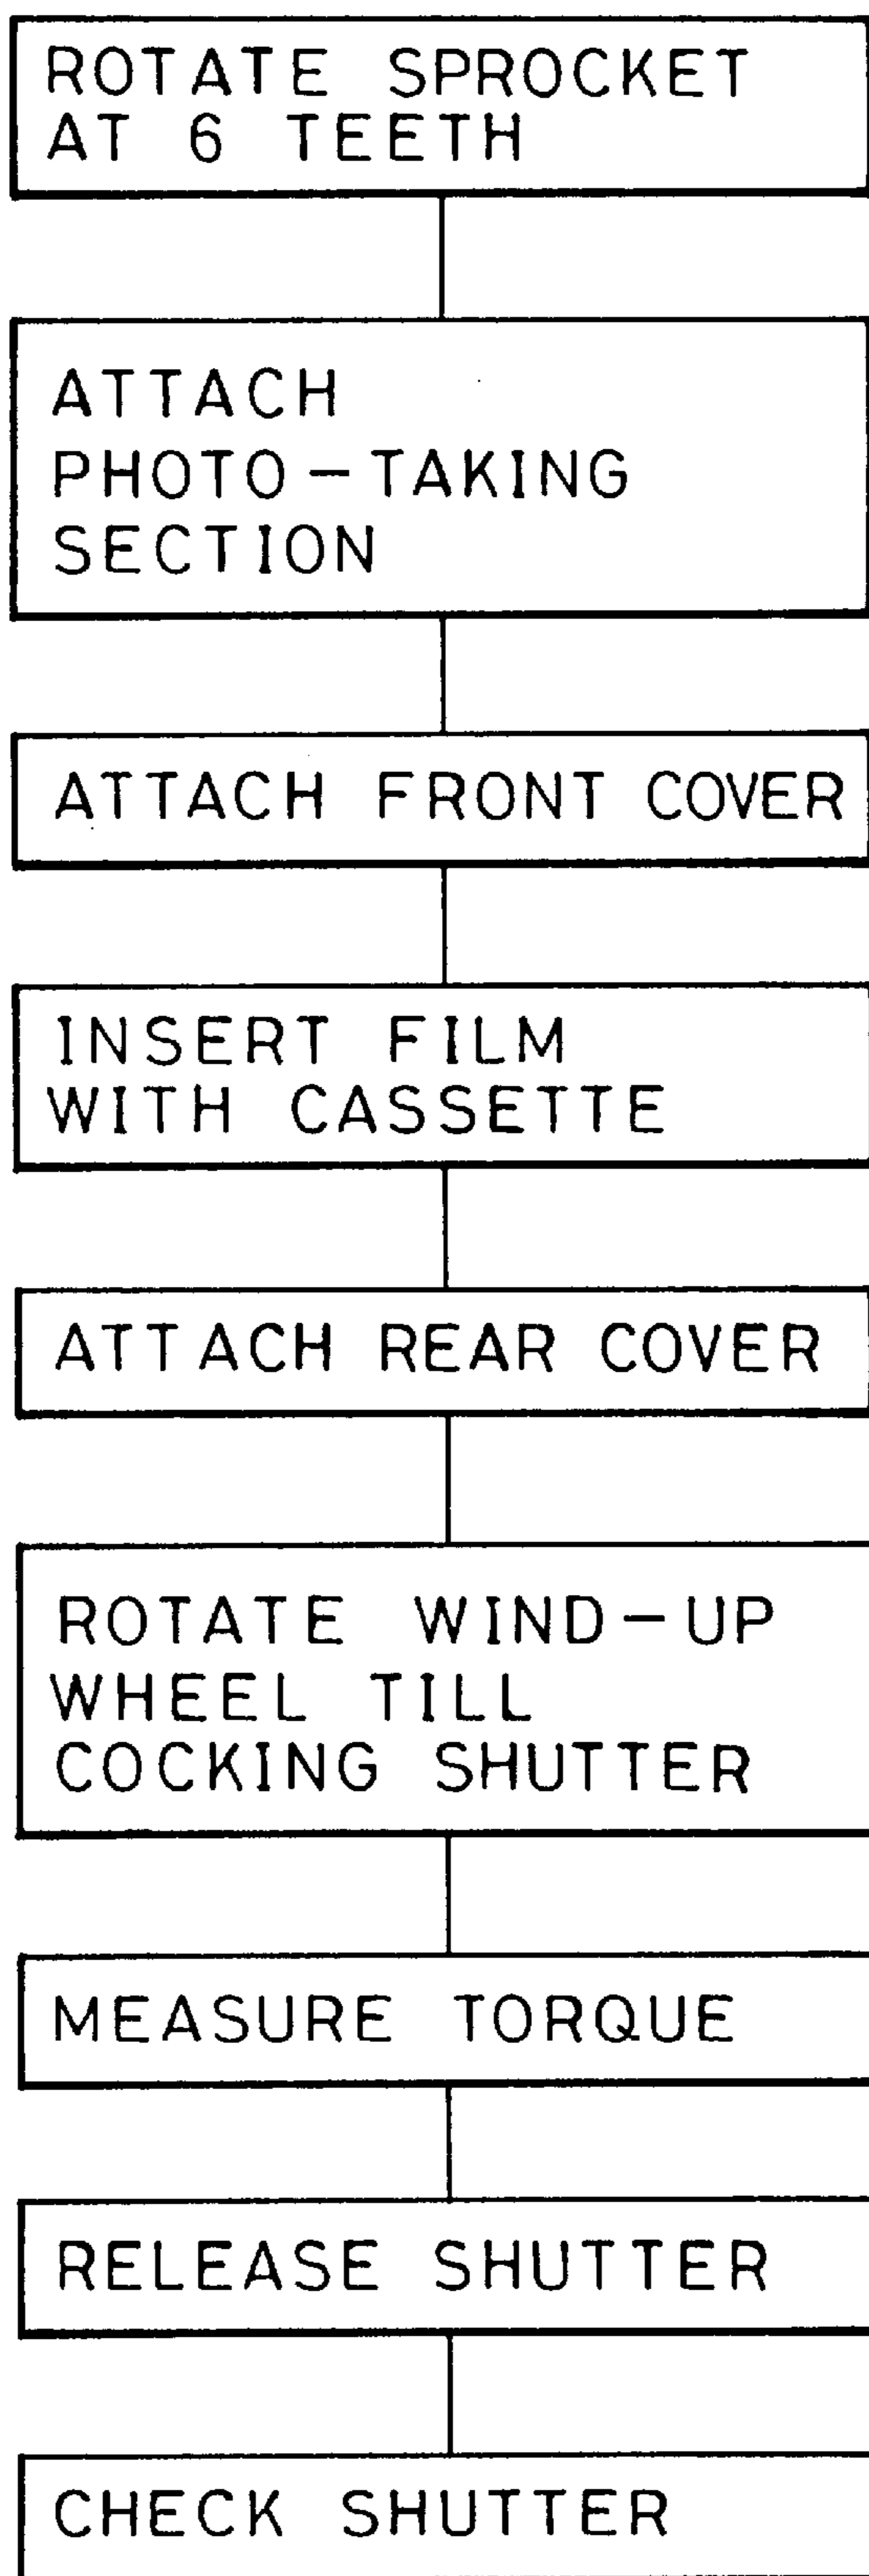 ROTATE SPROCKET
AT 6 TEETH
ATTACH
PHOTO-TAKING
SECTION
ATTACH FRONT COVER
INSERT FILM
WITH CASSETTE
ATTACH REAR COVER
ROTATE WIND-UP
WHEEL TILL
COCKING SHUTTER
MEASURE TORQUE
RELEASE SHUTTER
CHECK SHUTTER